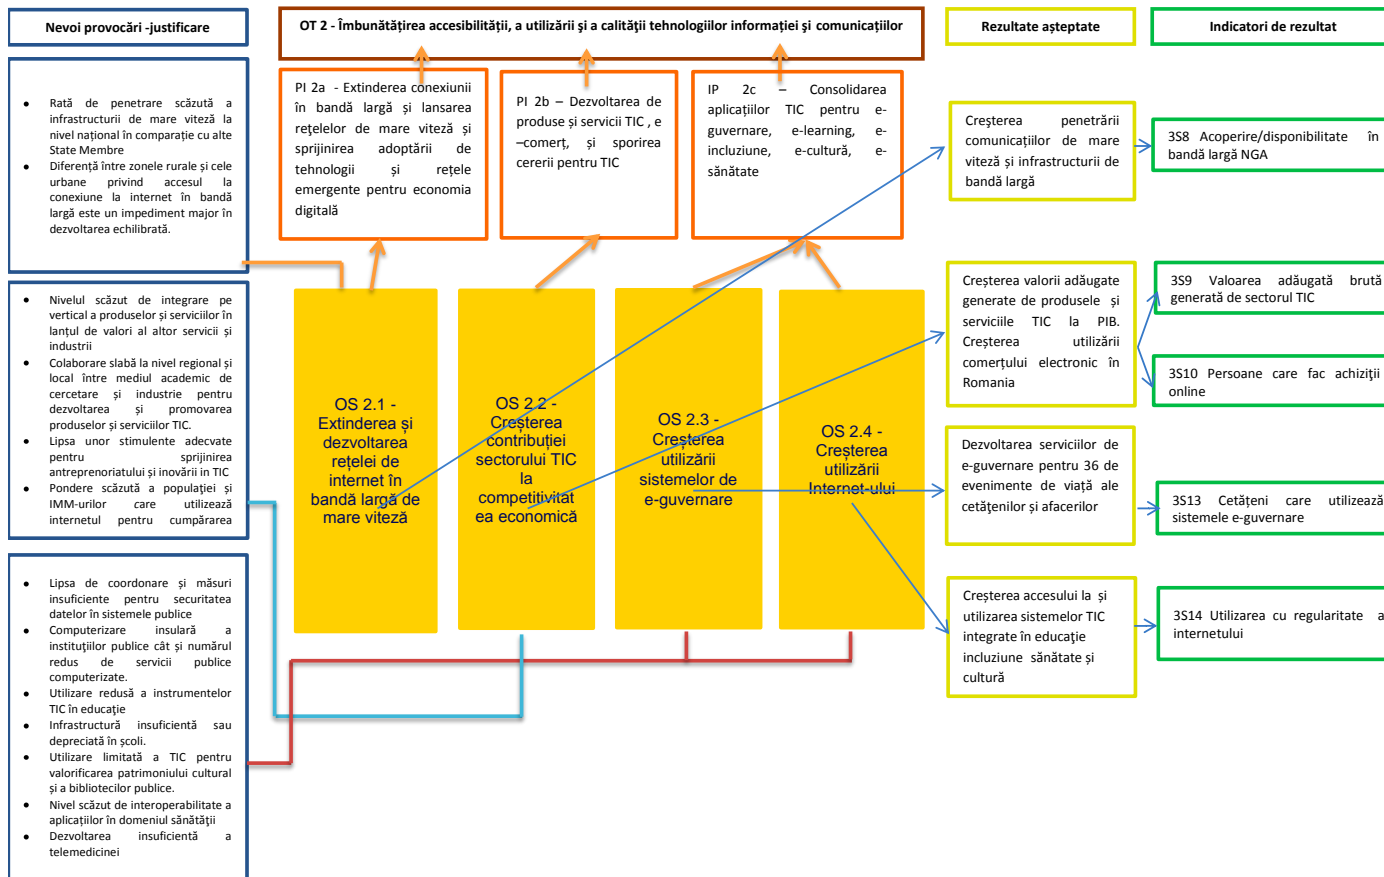 Nevoi provocări -justificare
OT 2 - Îmbunătățirea accesibilității, a utilizării și a calității tehnologiilor informației și comunicațiilor
Rezultate așteptate
Indicatori de rezultat
Rată de penetrare scăzută a
infrastructurii de mare viteză la
nivel național în comparație cu alte
State Membre
Diferență între zonele rurale și cele
urbane privind accesul la
conexiune la internet în bandă
largă este un impediment major în
dezvoltarea echilibrată.
PI 2a - Extinderea conexiunii
în bandă largă și lansarea
rețelelor de mare viteză și
sprijinirea adoptării de
tehnologii și rețele
emergente pentru economia
digitală
PI 2b – Dezvoltarea de
produse și servicii TIC , e
–comerț, și sporirea
cererii pentru TIC
IP 2c – Consolidarea
aplicațiilor TIC pentru e-
guvernare, e-learning, e-
incluziune, e-cultură, e-
sănătate
Creșterea penetrării
comunicațiilor de mare
viteză și infrastructurii de
bandă largă
3S8 Acoperire/disponibilitate în
bandă largă NGA
Nivelul scăzut de integrare pe
vertical a produselor și serviciilor în
lanțul de valori al altor servicii și
industrii
Colaborare slabă la nivel regional și
local între mediul academic de
cercetare și industrie pentru
dezvoltarea și promovarea
produselor și serviciilor TIC.
Lipsa unor stimulente adecvate
pentru sprijinirea
antreprenoriatului și inovării in TIC
Pondere scăzută a populației și
IMM-urilor care utilizează
internetul pentru cumpărarea
OS 2.1 -
Extinderea și
dezvoltarea
rețelei de
internet în
bandă largă de
mare viteză
OS 2.2 -
Creșterea
contribuției
sectorului TIC
la
competitivitat
ea economică
OS 2.3 -
Creșterea
utilizării
sistemelor de
e-guvernare
OS 2.4 -
Creșterea
utilizării
Internet-ului
Creșterea valorii adăugate
generate de produsele și
serviciile TIC la PIB.
Creșterea utilizării
comerțului electronic în
Romania
3S9 Valoarea adăugată brută
generată de sectorul TIC
3S10 Persoane care fac achiziții
online
Dezvoltarea serviciilor de
e-guvernare pentru 36 de
evenimente de viață ale
cetățenilor și afacerilor
3S13 Cetățeni care utilizează
sistemele e-guvernare
Lipsa de coordonare și măsuri
insuficiente pentru securitatea
datelor în sistemele publice
Computerizare insulară a
instituțiilor publice cât și numărul
redus de servicii publice
computerizate.
Utilizare redusă a instrumentelor
TIC în educație
Infrastructură insuficientă sau
depreciată în școli.
Utilizare limitată a TIC pentru
valorificarea patrimoniului cultural
și a bibliotecilor publice.
Nivel scăzut de interoperabilitate a
aplicațiilor în domeniul sănătății
Dezvoltarea insuficientă a
telemedicinei
Creșterea accesului la și
utilizarea sistemelor TIC
integrate în educație
incluziune sănătate și
cultură
3S14 Utilizarea cu regularitate a
internetului